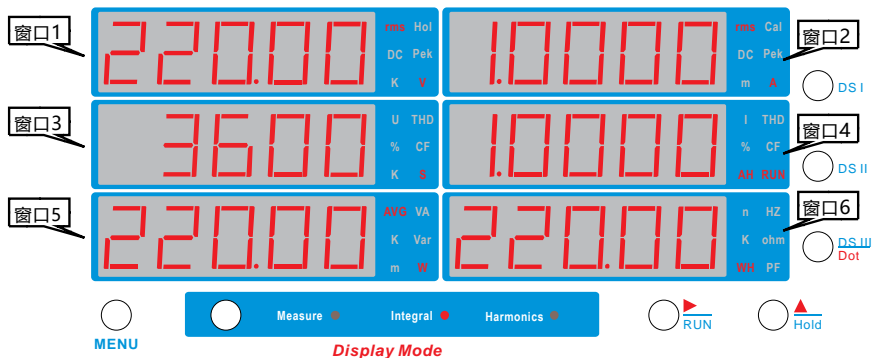 窗口1
220.00
rms Hol
DC Pek
K V
1.0000
rms Cal
DC Pek
m A
窗口2
DS I
窗口3
3600
U THD
% CF
K S
1.0000
I THD
% CF
AH RUN
窗口4
DS II
窗口5
220.00
AVG VA
K Var
m W
220.00
n HZ
K ohm
WH PF
窗口6
DS III
Dot
MENU
Measure Integral Harmonics
Display Mode
RUN
Hold